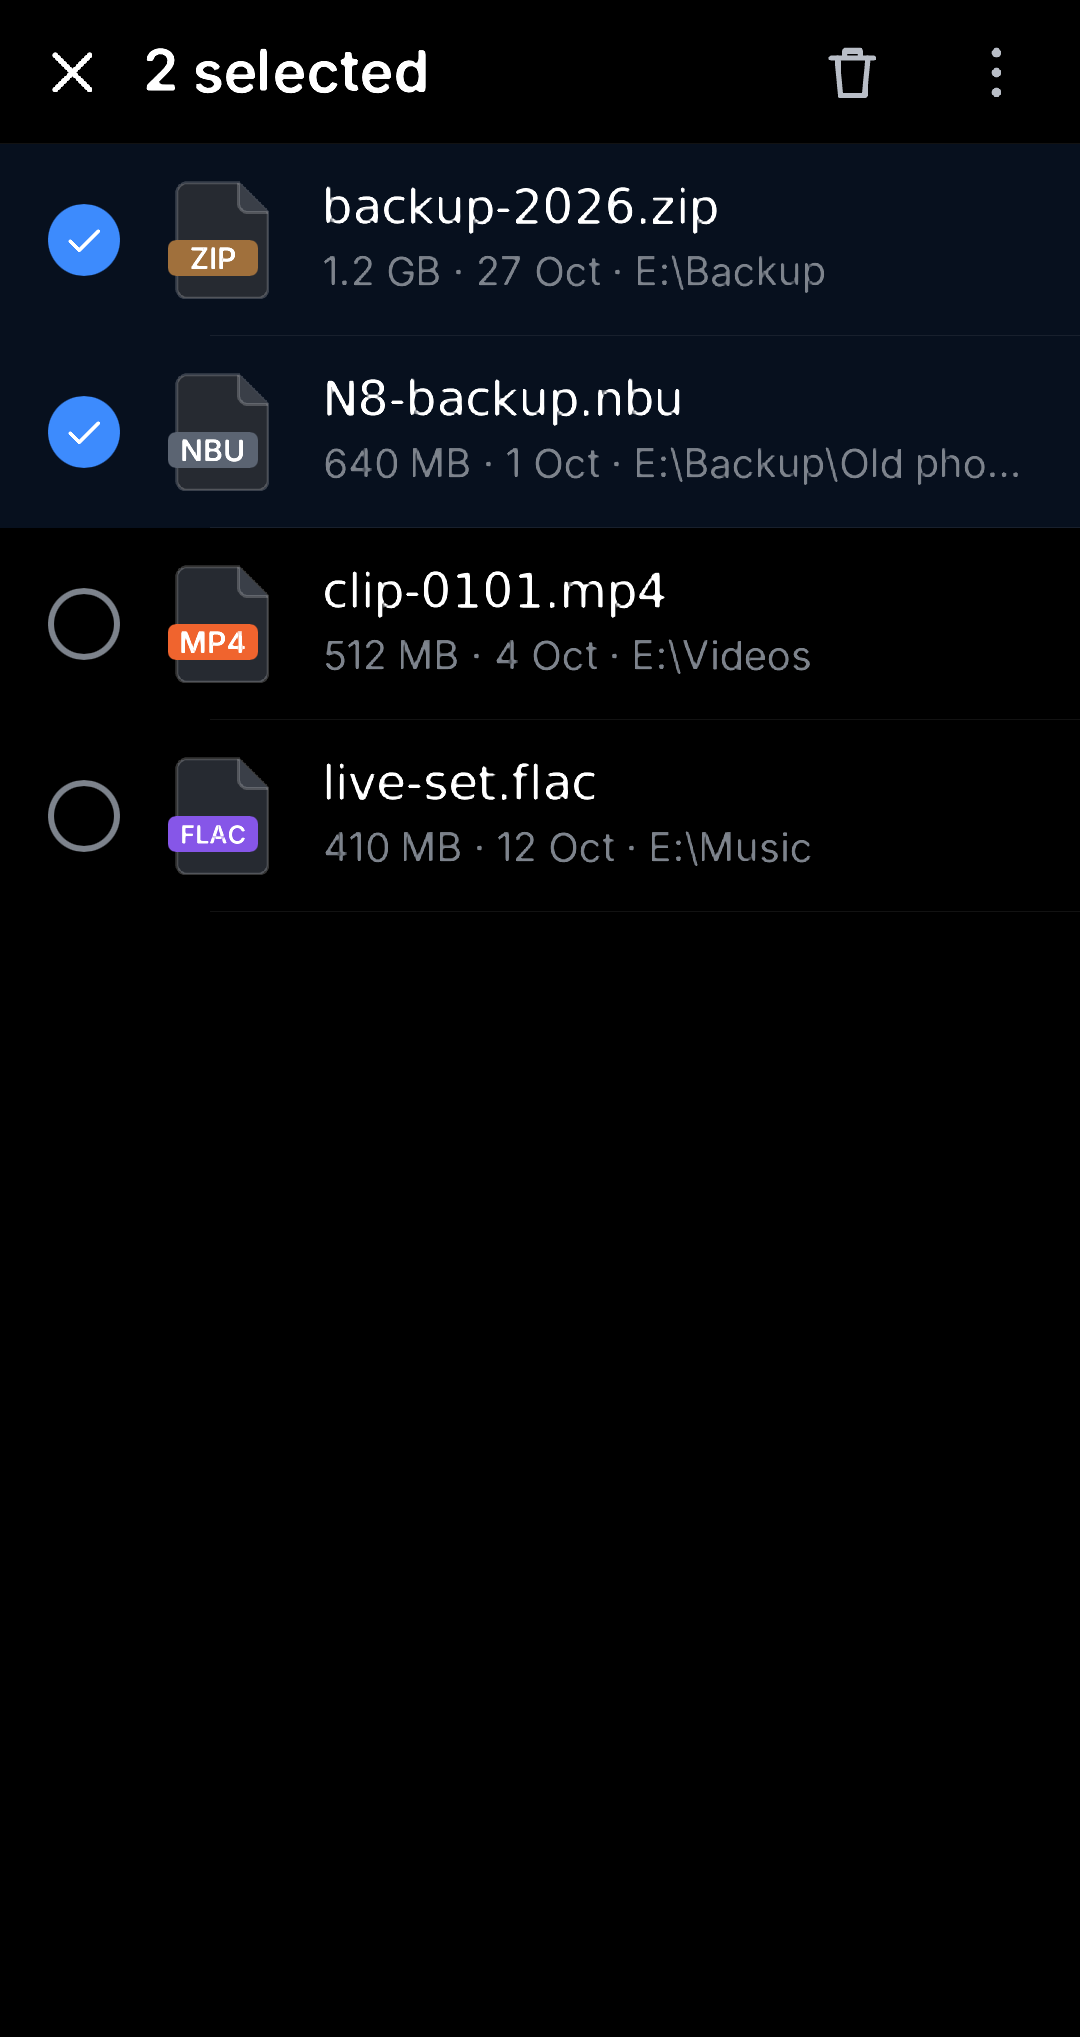 2 selected
backup-2026.zip
ZIP
1.2 GB · 27 Oct · E:\Backup
N8-backup.nbu
NBU
640 MB · 1 Oct · E:\Backup\Old pho...
clip-0101.mp4
MP4
512 MB · 4 Oct · E:\Videos
live-set.flac
FLAC
410 MB · 12 Oct · E:\Music